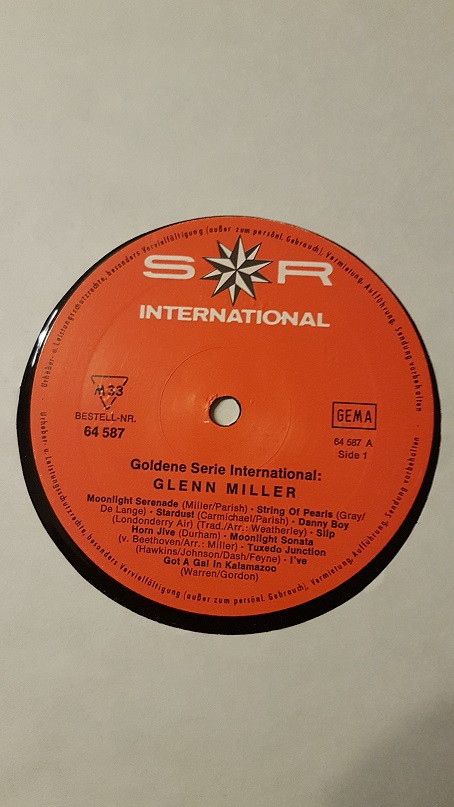 Urheber- u. Leistungsschutzrechte, besonders Vervielfältigung (außer zum persönl. Gebrauch), Vermietung, Aufführung, Sendung vorbehalten
S R
INTERNATIONAL
M 33
BESTELL-NR.
64 587
GEMA
64 587 A
Side 1
Goldene Serie International:
GLENN MILLER
Moonlight Serenade (Miller/Parish) · String Of Pearls (Gray/
De Lange) · Stardust (Carmichael/Parish) · Danny Boy
(Londonderry Air) (Trad./Arr.: Weatherley) · Slip
Horn Jive (Durham) · Moonlight Sonata
(v. Beethoven/Arr.: Miller) · Tuxedo Junction
(Hawkins/Johnson/Dash/Feyne) · I've
Got A Gal In Kalamazoo
(Warren/Gordon)
Urheber- u. Leistungsschutzrechte, besonders Vervielfältigung (außer zum persönl. Gebrauch), Vermietung, Aufführung, Sendung vorbehalten